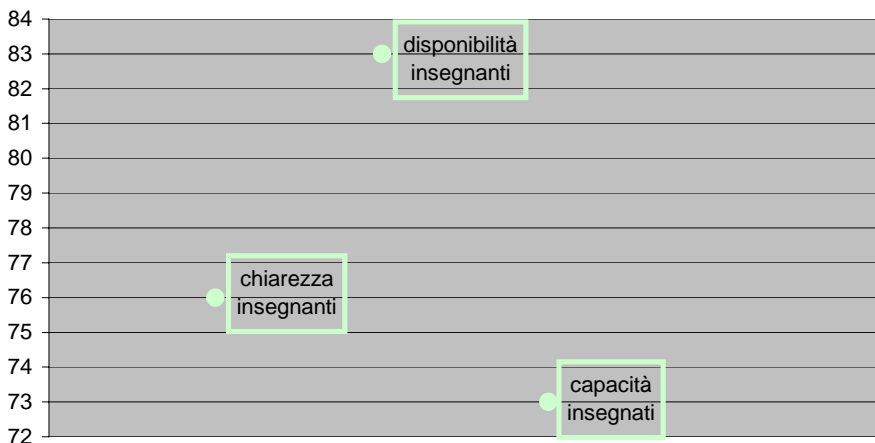 84
83
82
81
80
79
78
77
76
75
74
73
72
disponibilità
insegnanti
chiarezza
insegnanti
capacità
insegnati